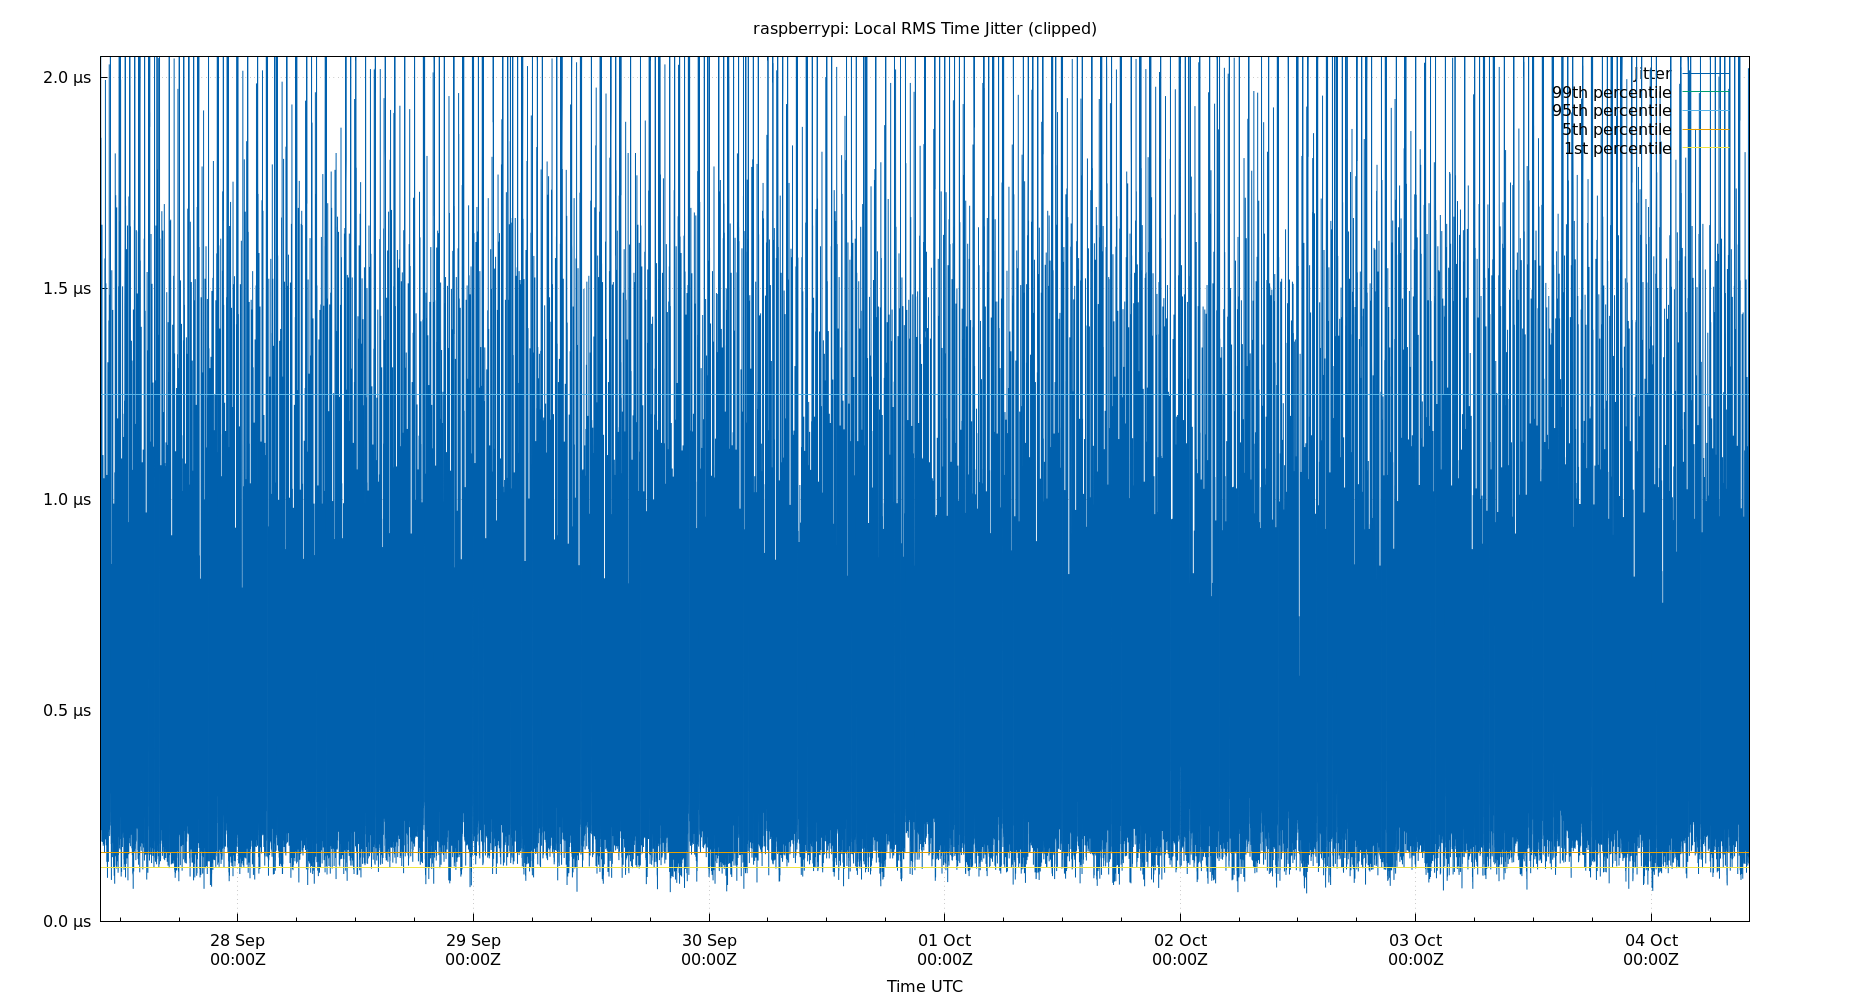 raspberrypi: Local RMS Time Jitter (clipped)
2.0 µs
1.5 µs
1.0 µs
0.5 µs
0.0 µs
jitter
99th percentile
95th percentile
5th percentile
1st percentile
28 Sep 29 Sep 30 Sep 01 Oct 02 Oct 03 Oct 04 Oct
00:00Z 00:00Z 00:00Z 00:00Z 00:00Z 00:00Z 00:00Z
Time UTC